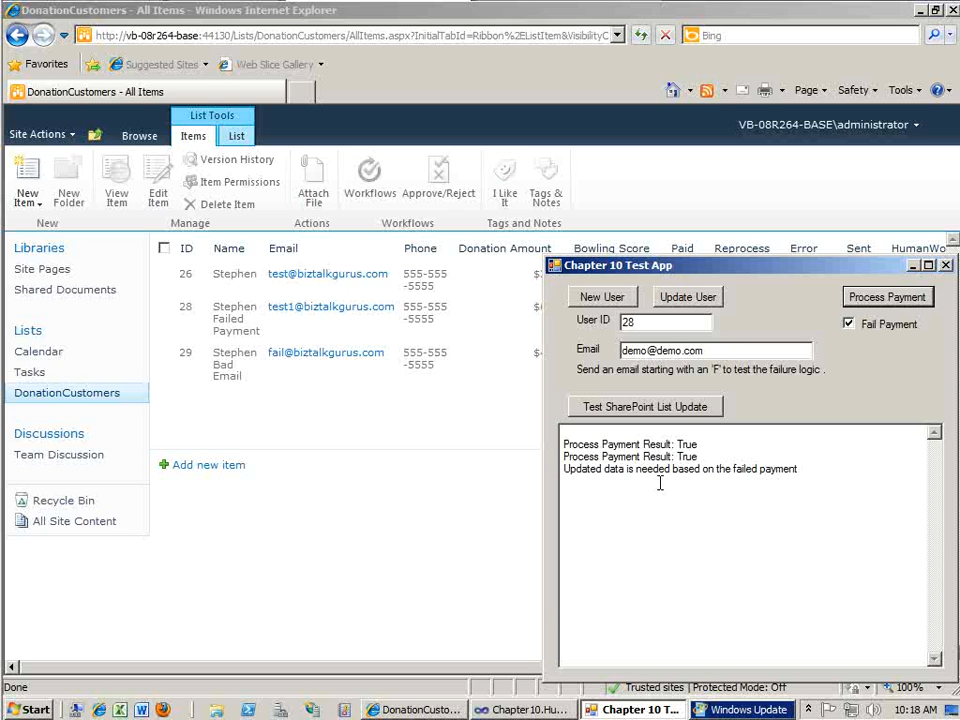 DonationCustomers - All Items - Windows Internet Explorer
http://vb-08r264-base:44130/Lists/DonationCustomers/AllItems.aspx?InitialTabId=Ribbon%2EListItem&VisibilityC
Bing
Favorites
Suggested Sites
Web Slice Gallery
DonationCustomers - All Items
Page
Safety
Tools
List Tools
Site Actions
Browse
Items
List
VB-08R264-BASE\administrator
New Item
New Folder
View Item
Edit Item
Version History
Item Permissions
Delete Item
Attach File
Workflows
Approve/Reject
I Like It
Tags & Notes
New
Manage
Actions
Workflows
Tags and Notes
Libraries
Site Pages
Shared Documents
Lists
Calendar
Tasks
DonationCustomers
Discussions
Team Discussion
Recycle Bin
All Site Content
ID Name Email Phone Donation Amount Bowling Score Paid Reprocess Error Sent HumanWo
26 Stephen test@biztalkgurus.com 555-555-5555
28 Stephen Failed Payment test1@biztalkgurus.com 555-555-5555
29 Stephen Bad Email fail@biztalkgurus.com 555-555-5555
Add new item
Chapter 10 Test App
New User
Update User
Process Payment
User ID 28
Fail Payment
Email demo@demo.com
Send an email starting with an 'F' to test the failure logic .
Test SharePoint List Update
Process Payment Result: True
Process Payment Result: True
Updated data is needed based on the failed payment
Done
Trusted sites | Protected Mode: Off
100%
Start
DonationCu...
Chapter10.Hu...
Chapter 10 T...
Windows Update
10:18 AM